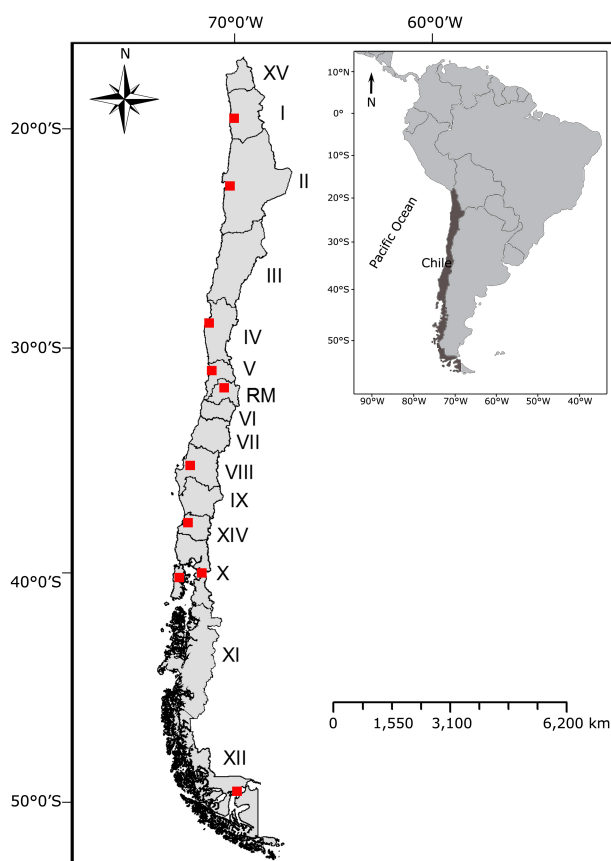 70°0'W 60°0'W
N
XV
20°0'S
I
II
III
IV
30°0'S
V
RM
VI
VII
VIII
IX
XIV
X
40°0'S
XI
XII
50°0'S
10°N
N
0°
10°S
20°S
Pacific Ocean
30°S
Chile
40°S
50°S
90°W 80°W 70°W 60°W 50°W 40°W
0 1,550 3,100 6,200 km